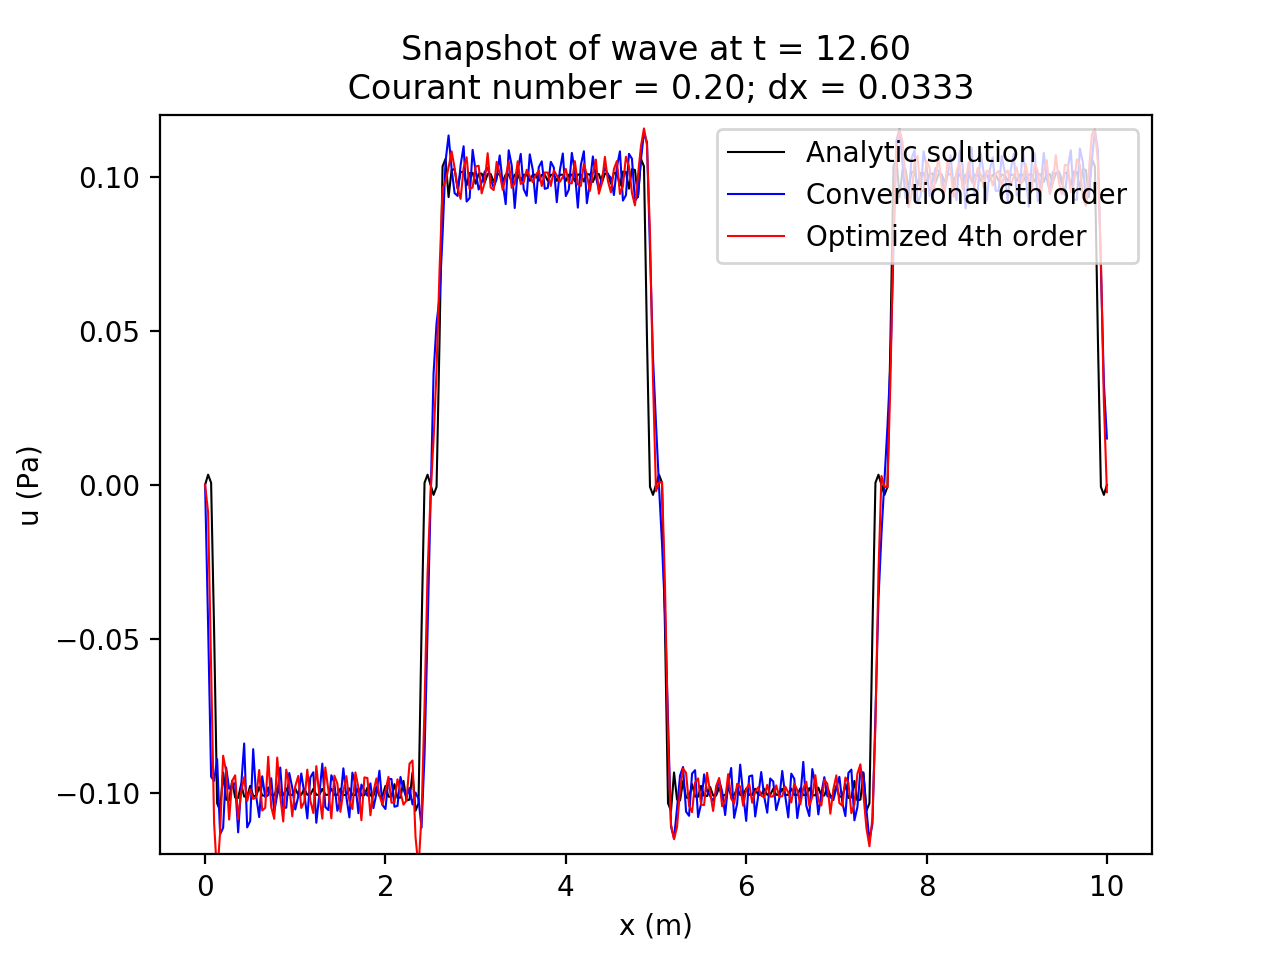 Snapshot of wave at t = 12.60
Courant number = 0.20; dx = 0.0333
Analytic solution
Conventional 6th order
Optimized 4th order
0.10
0.05
0.00
−0.05
−0.10
u (Pa)
0 2 4 6 8 10
x (m)